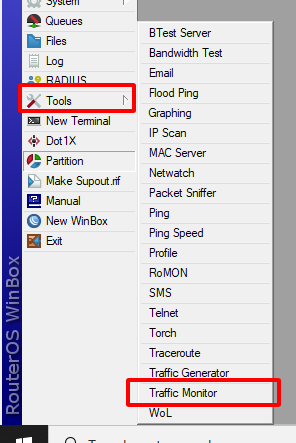 System
Queues
Files
Log
RADIUS
Tools
New Terminal
Dot1X
Partition
Make Supout.rif
Manual
New WinBox
Exit
BTest Server
Bandwidth Test
Email
Flood Ping
Graphing
IP Scan
MAC Server
Netwatch
Packet Sniffer
Ping
Ping Speed
Profile
RoMON
SMS
Telnet
Torch
Traceroute
Traffic Generator
Traffic Monitor
WoL
RouterOS WinBox